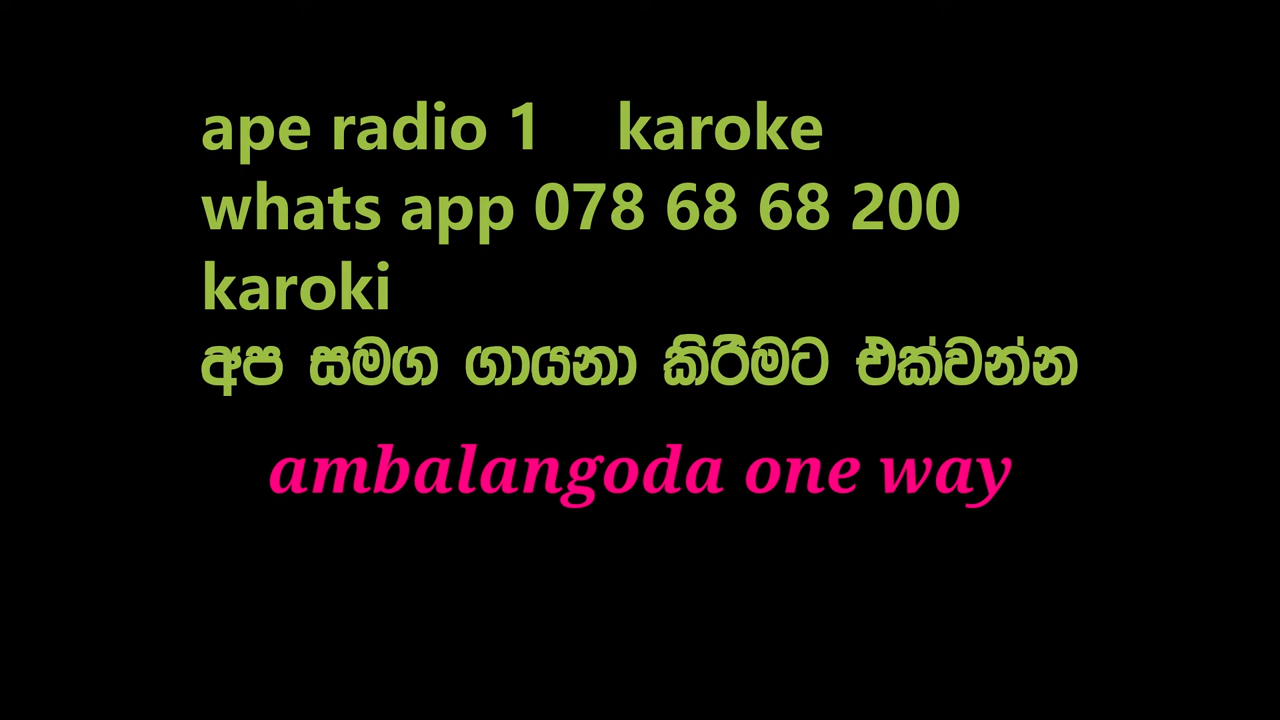 ape radio 1 karoke
whats app 078 68 68 200
karoki
අප සමග ගායනා කිරිමට එක්වන්න
ambalangoda one way